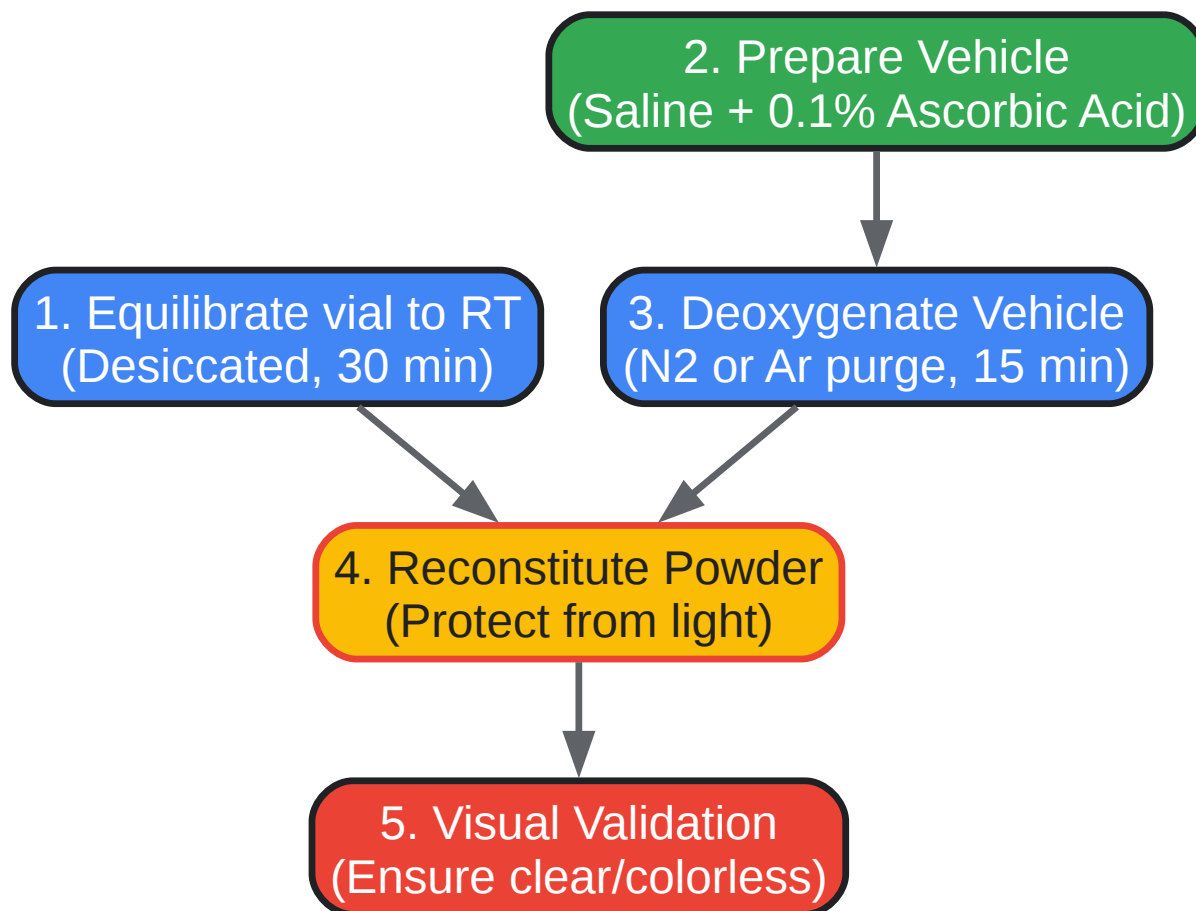 2. Prepare Vehicle
(Saline + 0.1% Ascorbic Acid)
1. Equilibrate vial to RT
(Desiccated, 30 min)
3. Deoxygenate Vehicle
(N2 or Ar purge, 15 min)
4. Reconstitute Powder
(Protect from light)
5. Visual Validation
(Ensure clear/colorless)